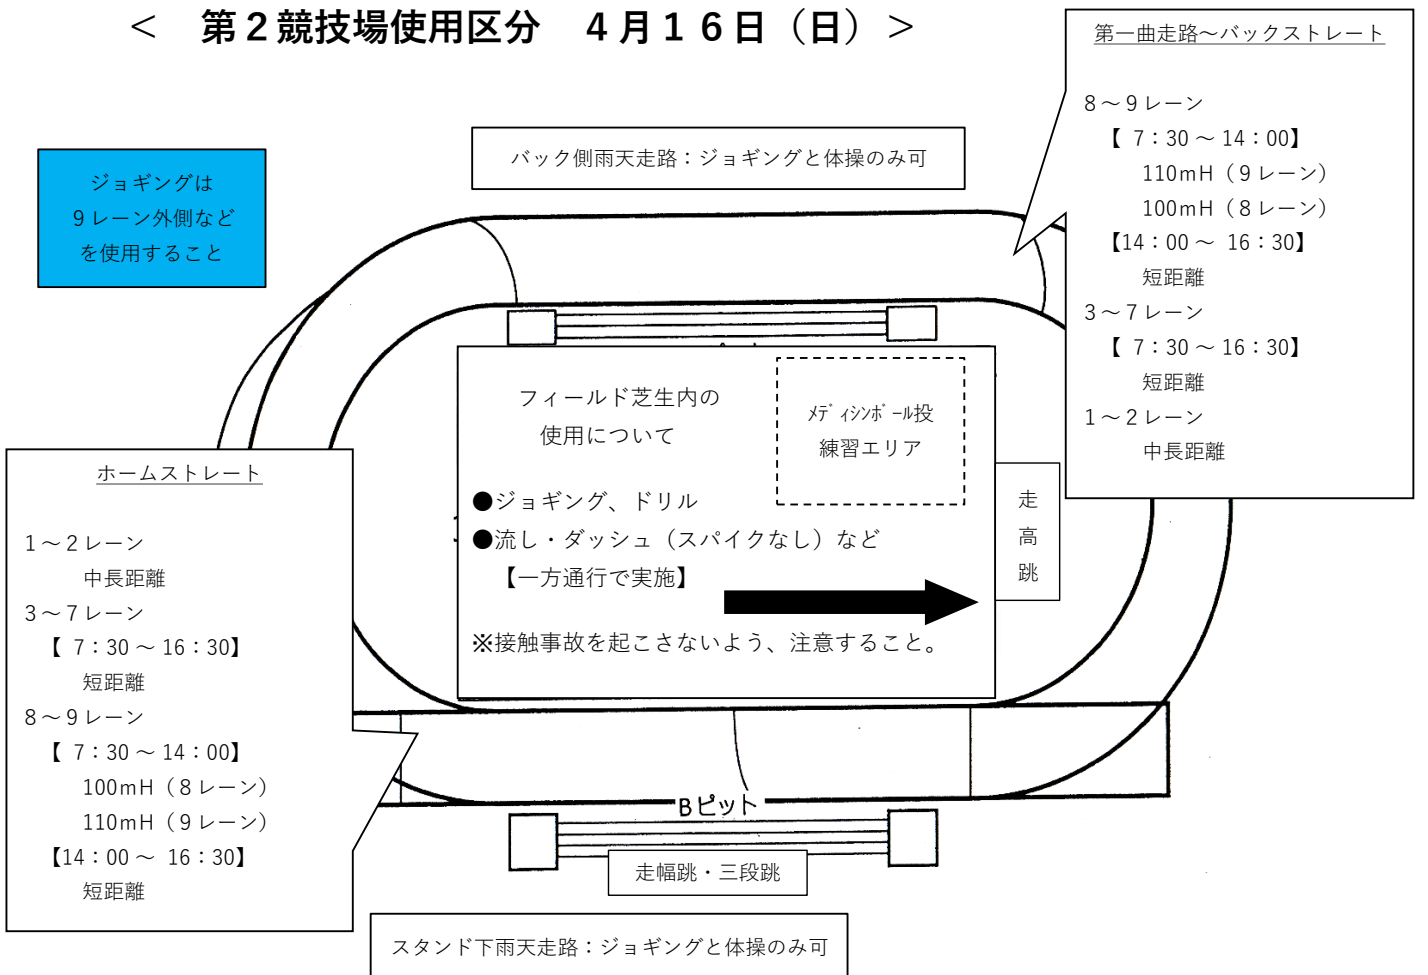 ＜　第２競技場使用区分　４月１６日（日）＞
第一曲走路～バックストレート
8～9レーン
【 7：30 ～ 14：00】
110mH（9レーン）
100mH（8レーン）
【14：00 ～ 16：30】
短距離
3～7レーン
【 7：30 ～ 16：30】
短距離
1～2レーン
中長距離
バック側雨天走路：ジョギングと体操のみ可
ジョギングは
9レーン外側など
を使用すること
フィールド芝生内の
使用について
ﾒﾃﾞｨｼﾝﾎﾞｰﾙ投
練習エリア
●ジョギング、ドリル
●流し・ダッシュ（スパイクなし）など
【一方通行で実施】
※接触事故を起こさないよう、注意すること。
走
高
跳
ホームストレート
1～2レーン
中長距離
3～7レーン
【 7：30 ～ 16：30】
短距離
8～9レーン
【 7：30 ～ 14：00】
100mH（8レーン）
110mH（9レーン）
【14：00 ～ 16：30】
短距離
Bピット
走幅跳・三段跳
スタンド下雨天走路：ジョギングと体操のみ可